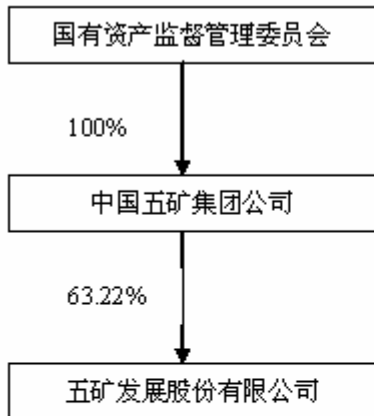 国有资产监督管理委员会
100%
中国五矿集团公司
63.22%
五矿发展股份有限公司